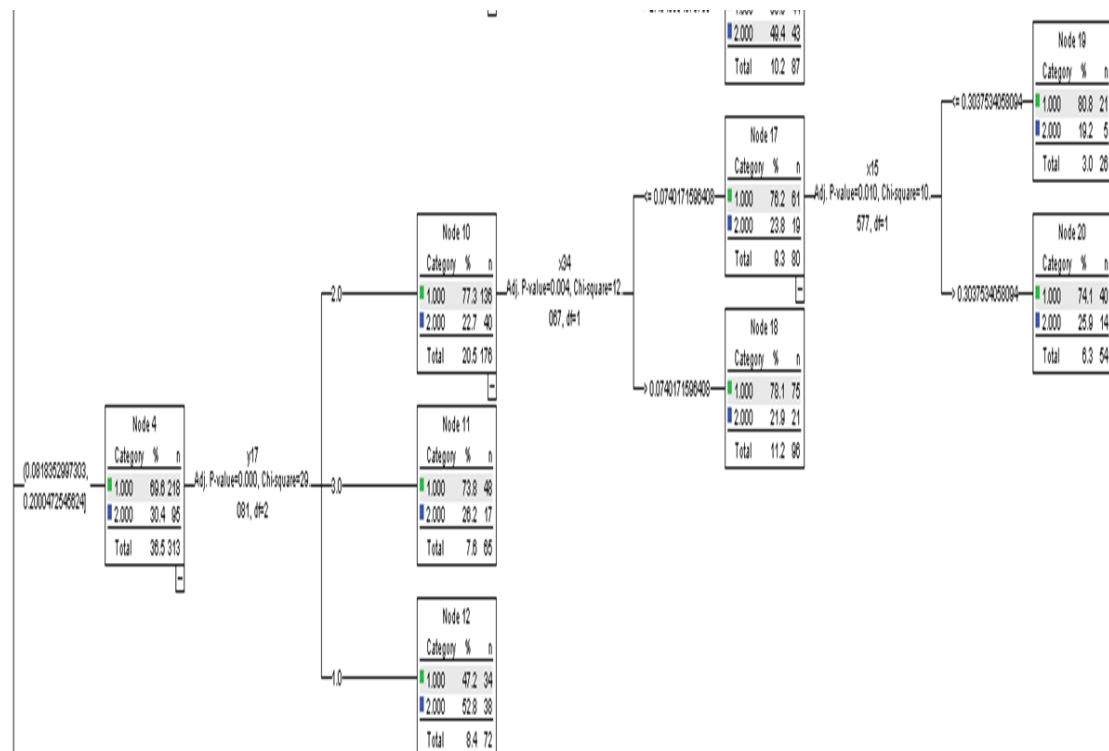 2.000 49.4 43
Total 10.2 87
Node 19
Category % n
1.000 80.8 21
2.000 19.2 5
Total 3.0 26
<= 0.3037534058094
Node 17
Category % n
1.000 76.2 61
2.000 23.8 19
Total 9.3 80
<= 0.0740171596408
x15
Adj. P-value=0.010, Chi-square=10.
577, df=1
Node 10
Category % n
1.000 77.3 136
2.000 22.7 40
Total 20.5 176
2.0
x34
Adj. P-value=0.004, Chi-square=12.
067, df=1
Node 20
Category % n
1.000 74.1 40
2.000 25.9 14
Total 6.3 54
> 0.3037534058094
Node 18
Category % n
1.000 78.1 75
2.000 21.9 21
Total 11.2 96
> 0.0740171596408
(0.0818352997303,
0.2000472545624]
Node 4
Category % n
1.000 69.6 218
2.000 30.4 95
Total 36.5 313
y17
Adj. P-value=0.000, Chi-square=29.
081, df=2
3.0
Node 11
Category % n
1.000 73.8 48
2.000 26.2 17
Total 7.6 65
1.0
Node 12
Category % n
1.000 47.2 34
2.000 52.8 38
Total 8.4 72